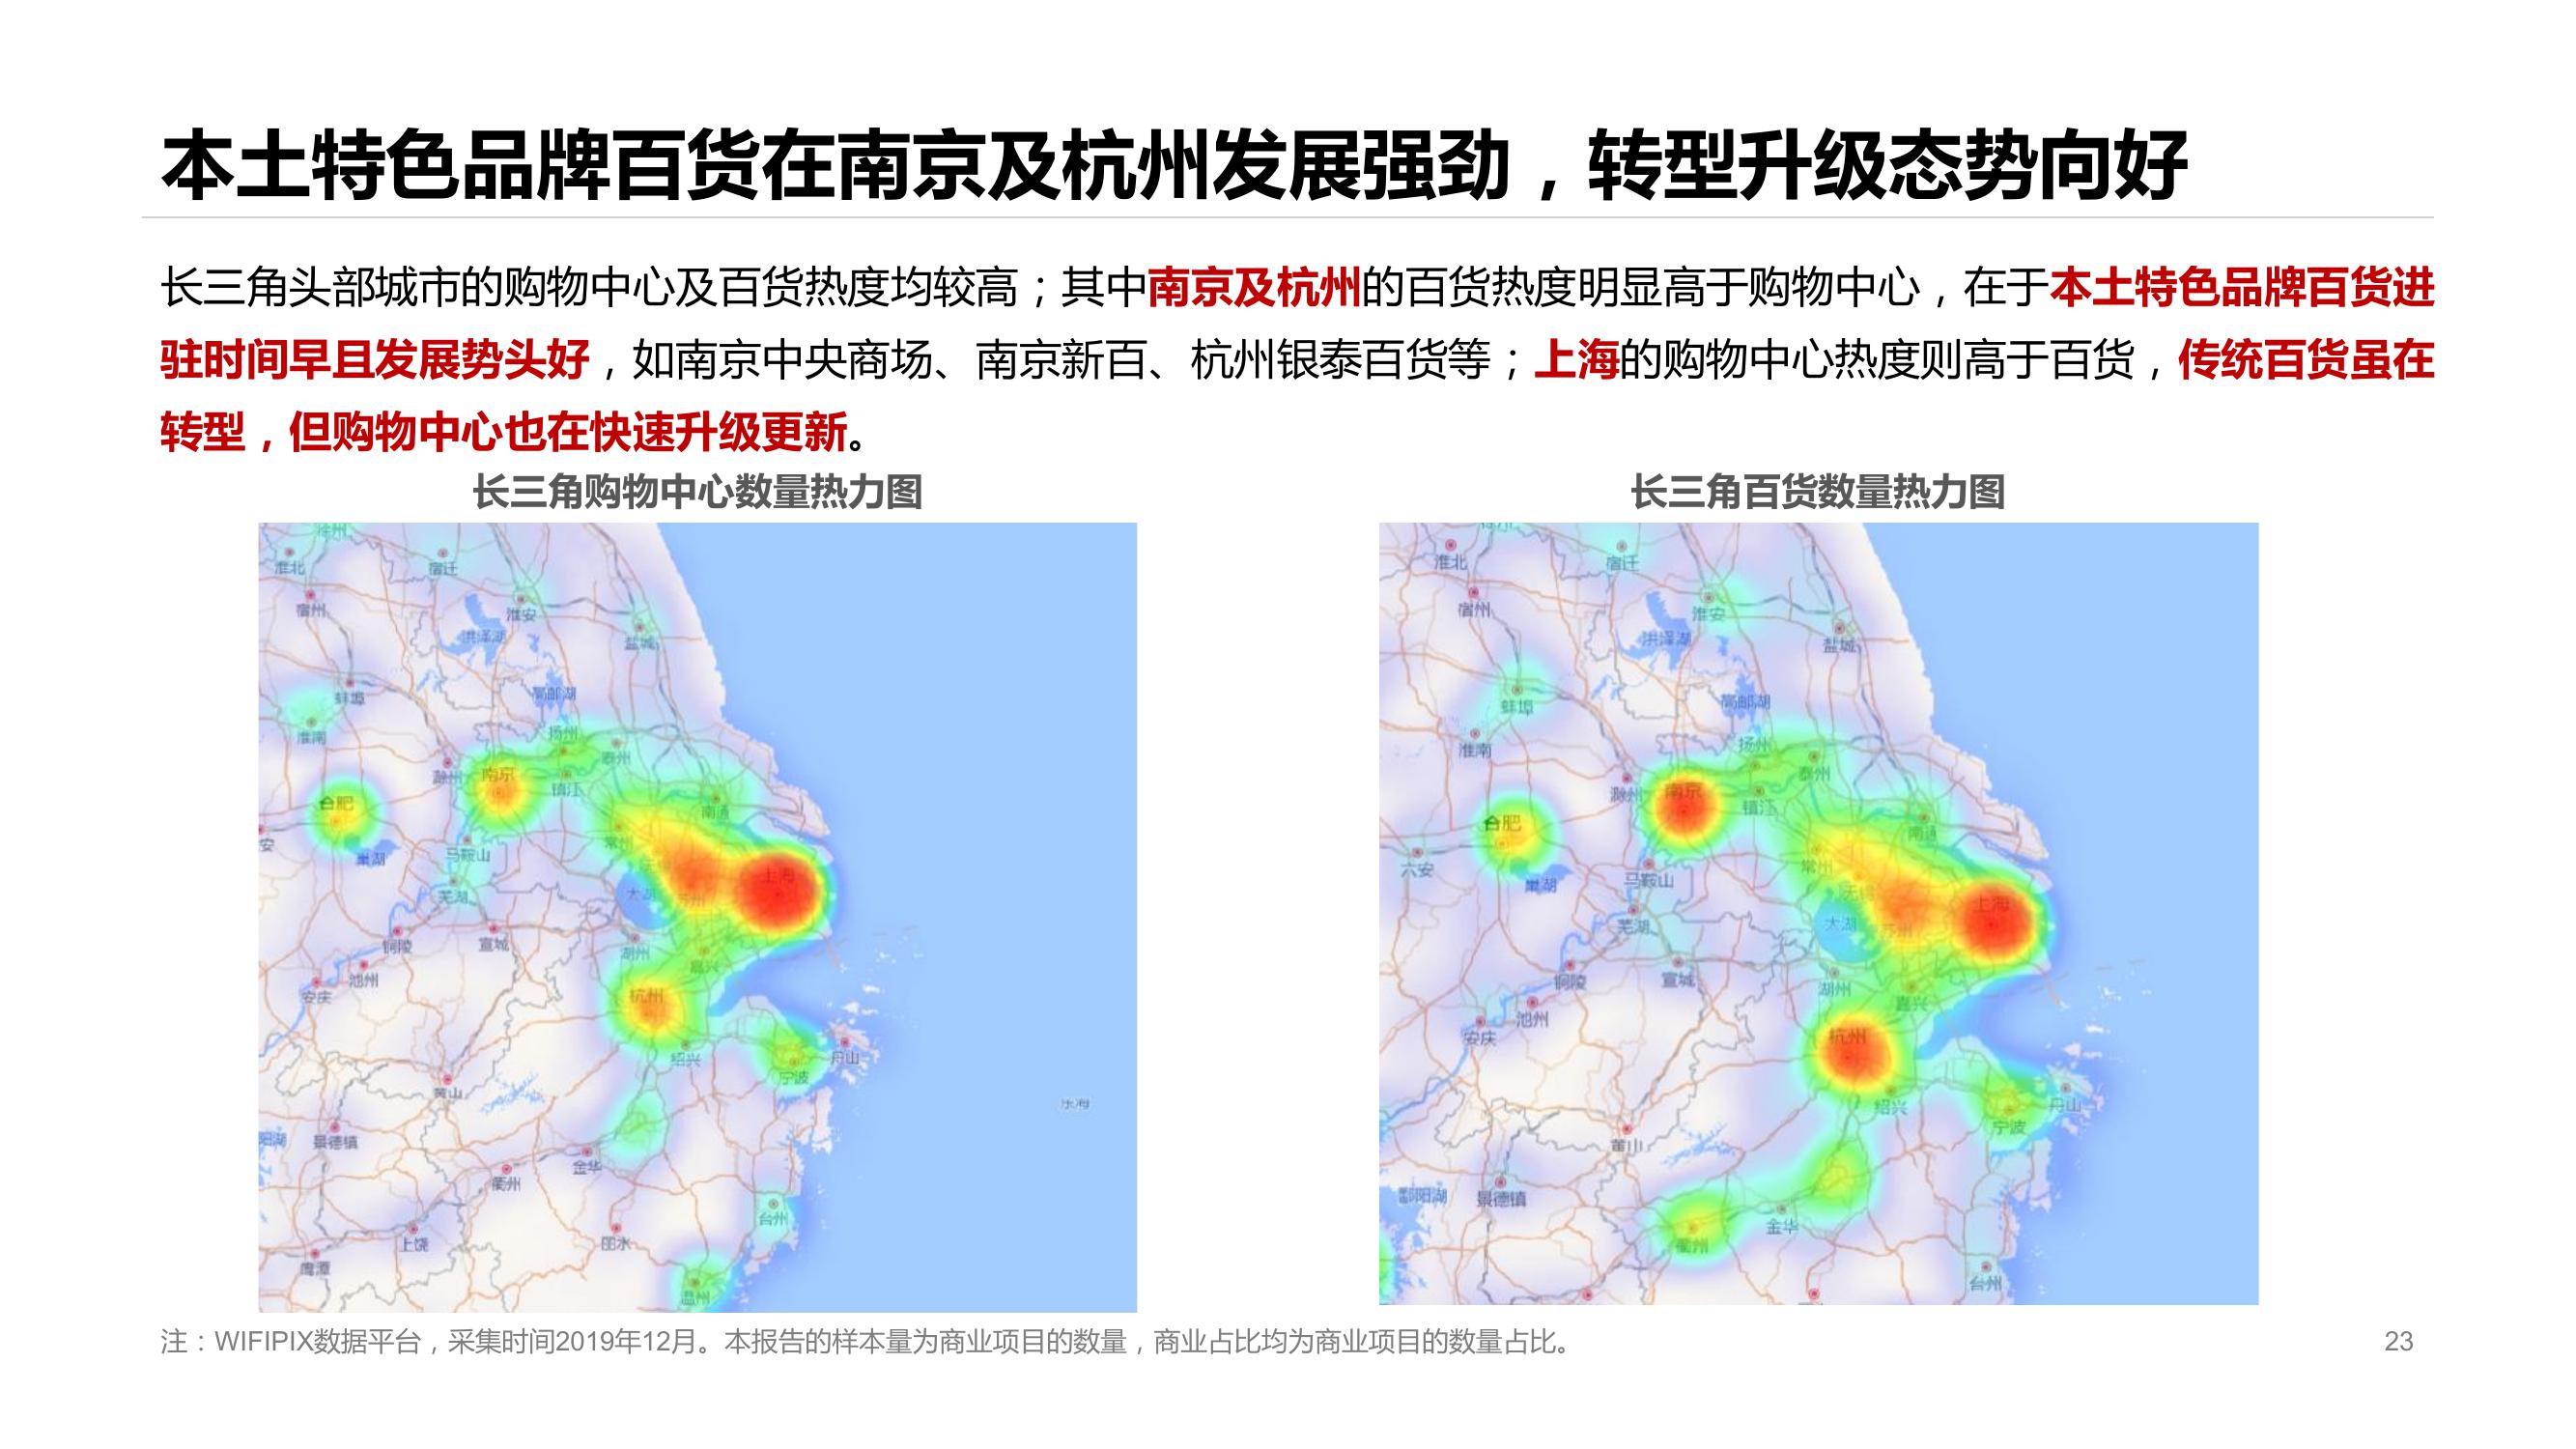 本土特色品牌百货在南京及杭州发展强劲，转型升级态势向好
长三角头部城市的购物中心及百货热度均较高；其中南京及杭州的百货热度明显高于购物中心，在于本土特色品牌百货进
驻时间早且发展势头好，如南京中央商场、南京新百、杭州银泰百货等；上海的购物中心热度则高于百货，传统百货虽在
转型，但购物中心也在快速升级更新。
长三角购物中心数量热力图
徐州
淮北
宿迁
宿州
淮安
洪泽湖
盐城
蚌埠
高邮湖
淮南
扬州
泰州
滁州
南京
镇江
合肥
南通
安
巢湖
马鞍山
常州
芜湖
太湖
苏州
上海
铜陵
宣城
湖州
嘉兴
池州
安庆
杭州
绍兴
舟山
宁波
黄山
东海
阳湖
景德镇
金华
衢州
台州
上饶
丽水
鹰潭
温州
长三角百货数量热力图
淮北
宿迁
宿州
淮安
洪泽湖
盐城
蚌埠
高邮湖
淮南
扬州
泰州
滁州
南京
镇江
合肥
南通
六安
巢湖
马鞍山
常州
无锡
芜湖
太湖
苏州
上海
铜陵
宣城
湖州
嘉兴
池州
安庆
杭州
绍兴
舟山
宁波
黄山
鄱阳湖
景德镇
金华
衢州
台州
注：WIFIPIX数据平台，采集时间2019年12月。本报告的样本量为商业项目的数量，商业占比均为商业项目的数量占比。
23